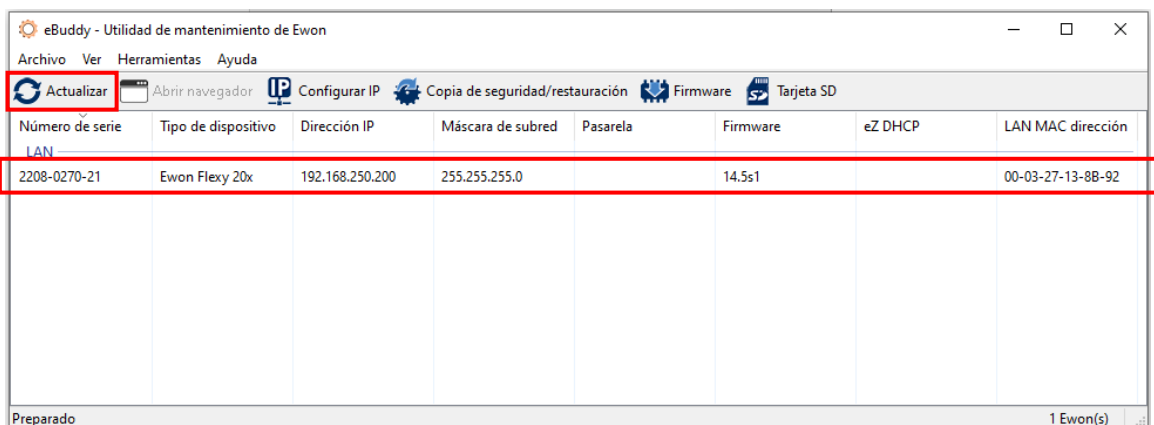 eBuddy - Utilidad de mantenimiento de Ewon
Archivo Ver Herramientas Ayuda
Actualizar Abrir navegador IP Configurar IP Copia de seguridad/restauración Firmware Tarjeta SD
Número de serie Tipo de dispositivo Dirección IP Máscara de subred Pasarela Firmware eZ DHCP LAN MAC dirección
LAN
2208-0270-21 Ewon Flexy 20x 192.168.250.200 255.255.255.0 14.5s1 00-03-27-13-8B-92
Preparado 1 Ewon(s)